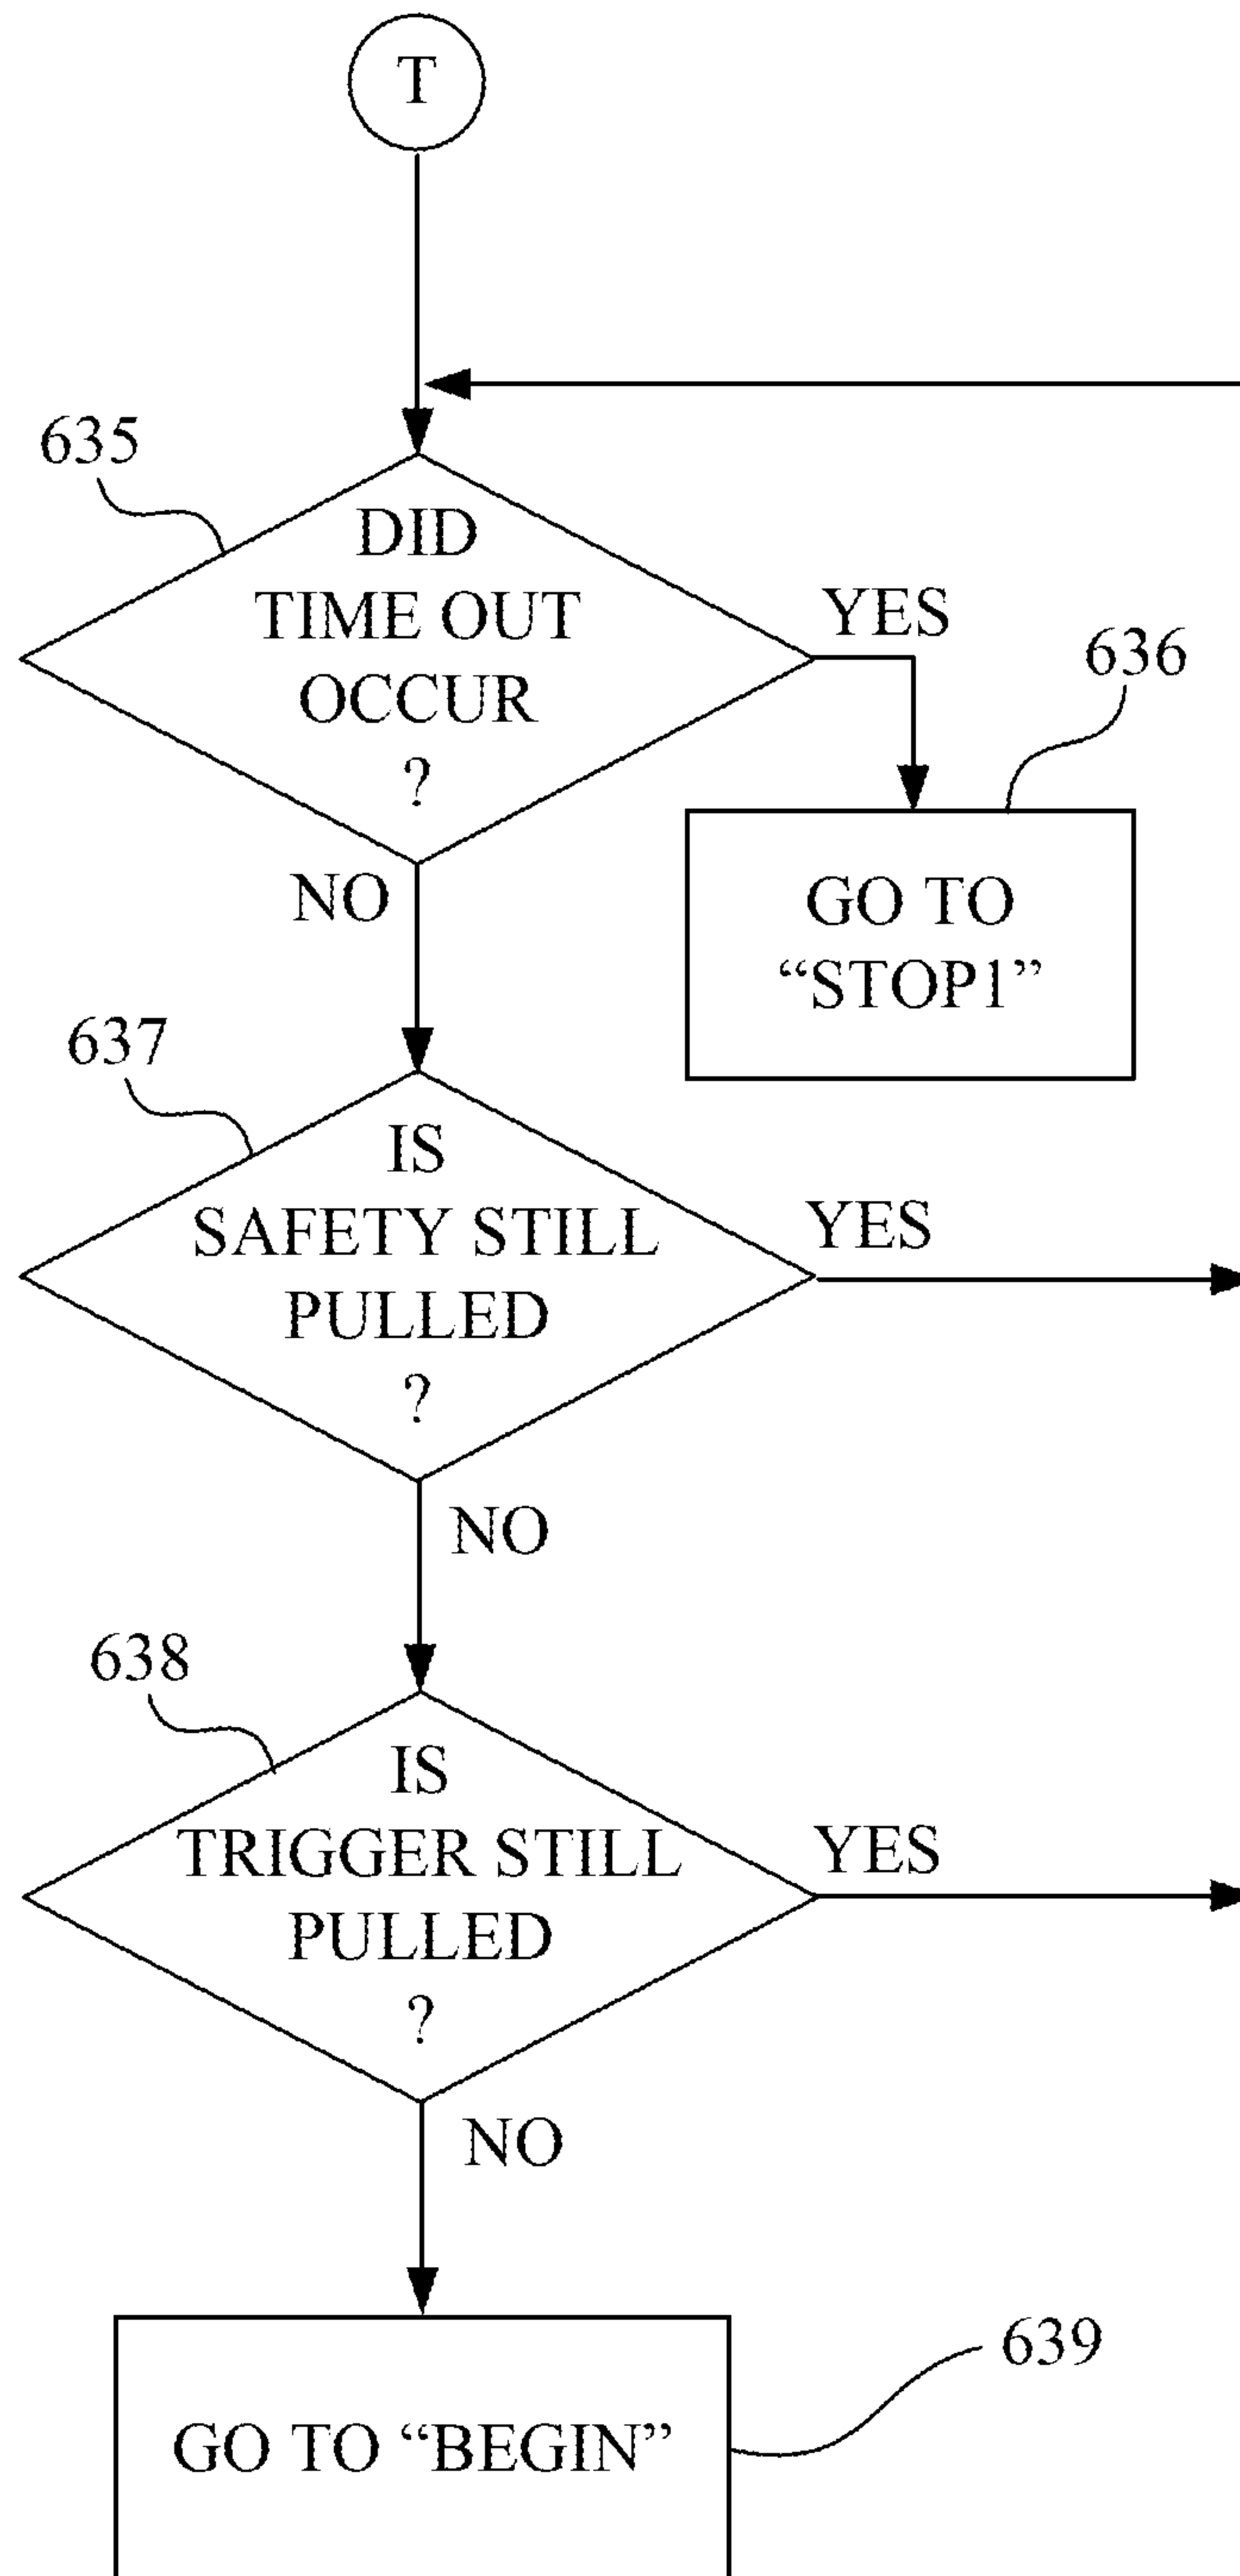 T
635
DID
TIME OUT
OCCUR
?
YES
636
GO TO
“STOP1”
NO
637
IS
SAFETY STILL
PULLED
?
YES
NO
638
IS
TRIGGER STILL
PULLED
?
YES
NO
639
GO TO “BEGIN”